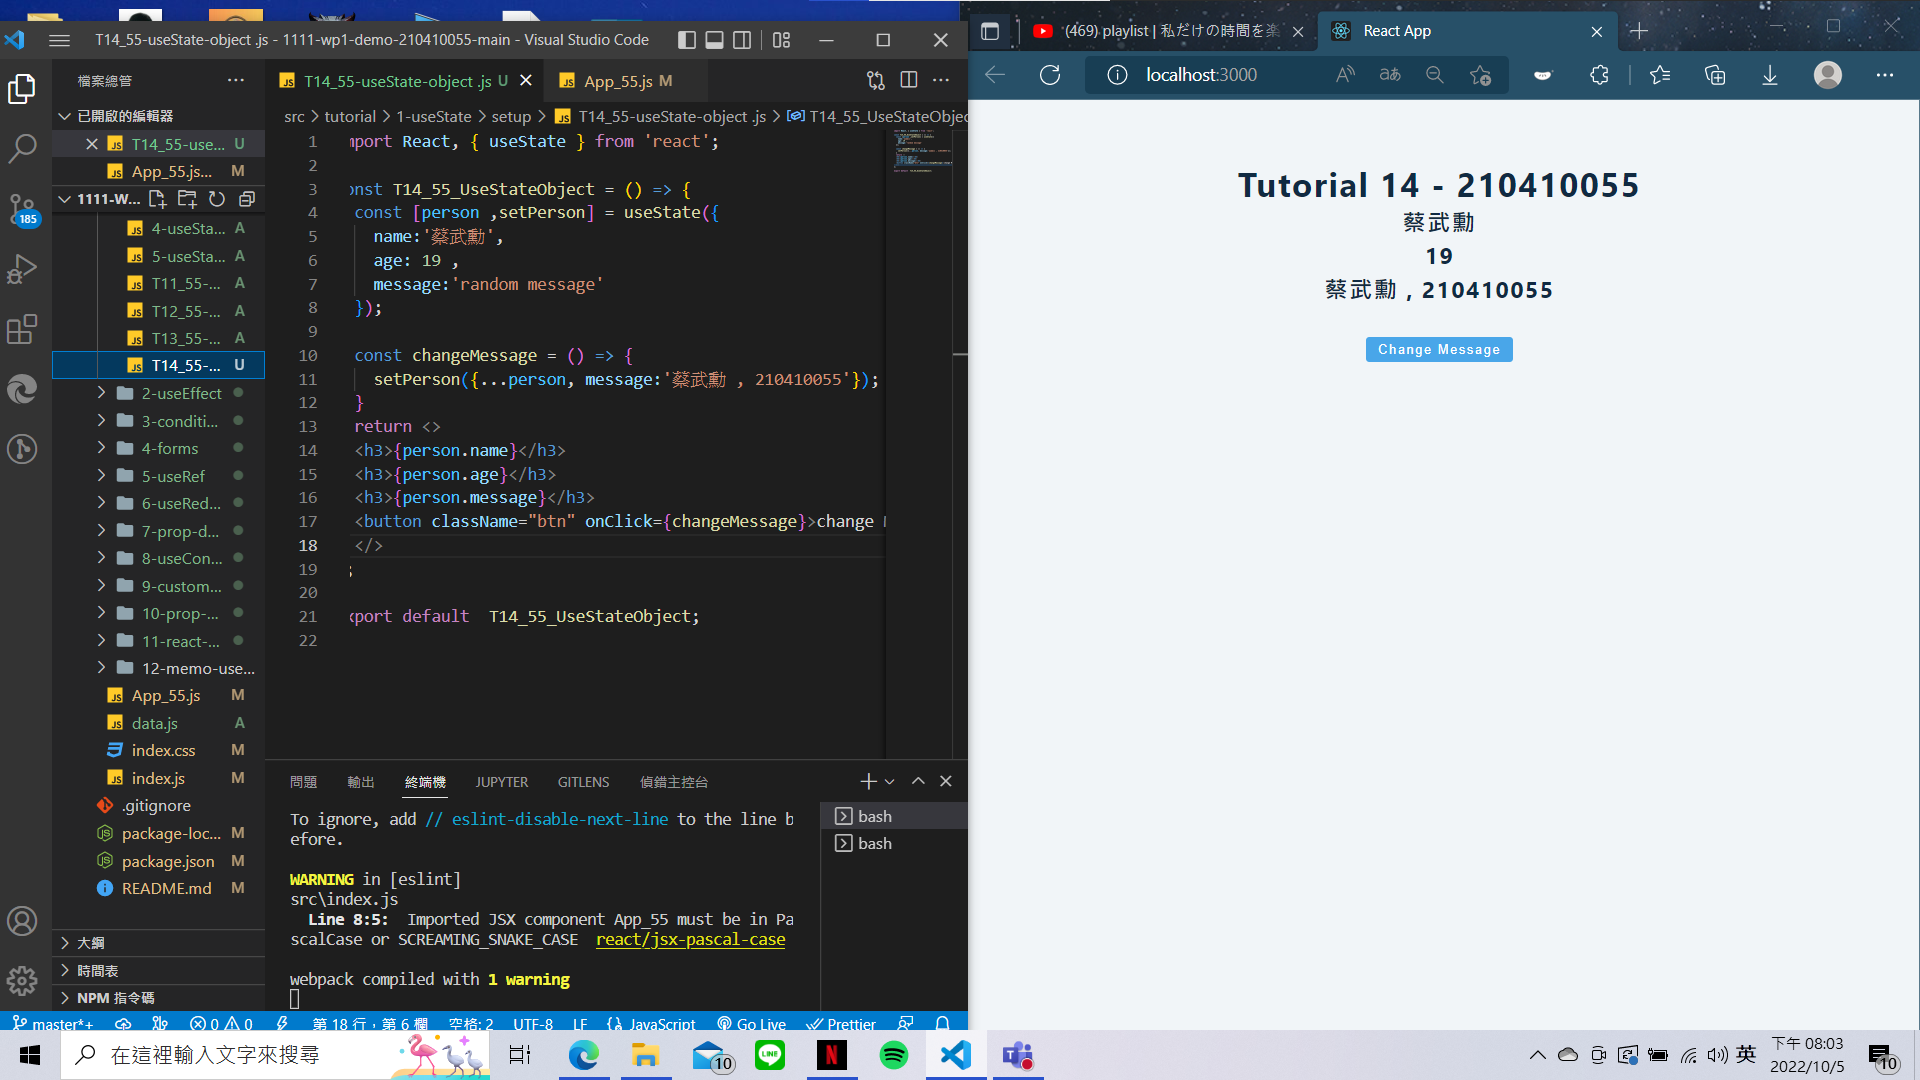 T14_55-useState-object .js - 1111-wp1-demo-210410055-main - Visual Studio Code
檔案總管
已開啟的編輯器
T14_55-use... U
App_55.js... M
1111-W...
4-useSta... A
5-useSta... A
T11_55-... A
T12_55-... A
T13_55-... A
T14_55-... U
2-useEffect
3-conditi...
4-forms
5-useRef
6-useRed...
7-prop-d...
8-useCon...
9-custom...
10-prop-...
11-react-...
12-memo-use...
App_55.js M
data.js A
index.css M
index.js M
.gitignore
package-loc... M
package.json M
README.md M
大綱
時間表
NPM 指令碼
185
T14_55-useState-object .js U
App_55.js M
src > tutorial > 1-useState > setup > T14_55-useState-object .js > T14_55_UseStateObjec
1 mport React, { useState } from 'react';
2
3 onst T14_55_UseStateObject = () => {
4 const [person ,setPerson] = useState({
5 name:'蔡武勳',
6 age: 19 ,
7 message:'random message'
8 });
9
10 const changeMessage = () => {
11 setPerson({...person, message:'蔡武勳 , 210410055'});
12 }
13 return <>
14 <h3>{person.name}</h3>
15 <h3>{person.age}</h3>
16 <h3>{person.message}</h3>
17 <button className="btn" onClick={changeMessage}>change M
18 </>
19 ;
20
21 xport default  T14_55_UseStateObject;
22
問題 輸出 終端機 JUPYTER GITLENS 偵錯主控台
To ignore, add // eslint-disable-next-line to the line b
efore.
WARNING in [eslint]
src\index.js
Line 8:5:  Imported JSX component App_55 must be in Pa
scalCase or SCREAMING_SNAKE_CASE  react/jsx-pascal-case
webpack compiled with 1 warning
bash
bash
master*+ 0 0 第 18 行，第 6 欄 空格: 2 UTF-8 LF JavaScript Go Live Prettier
(469) playlist | 私だけの時間を楽
React App
localhost:3000
Tutorial 14 - 210410055
蔡武勳
19
蔡武勳 , 210410055
Change Message
在這裡輸入文字來搜尋
10
LINE
英
下午 08:03
2022/10/5
10